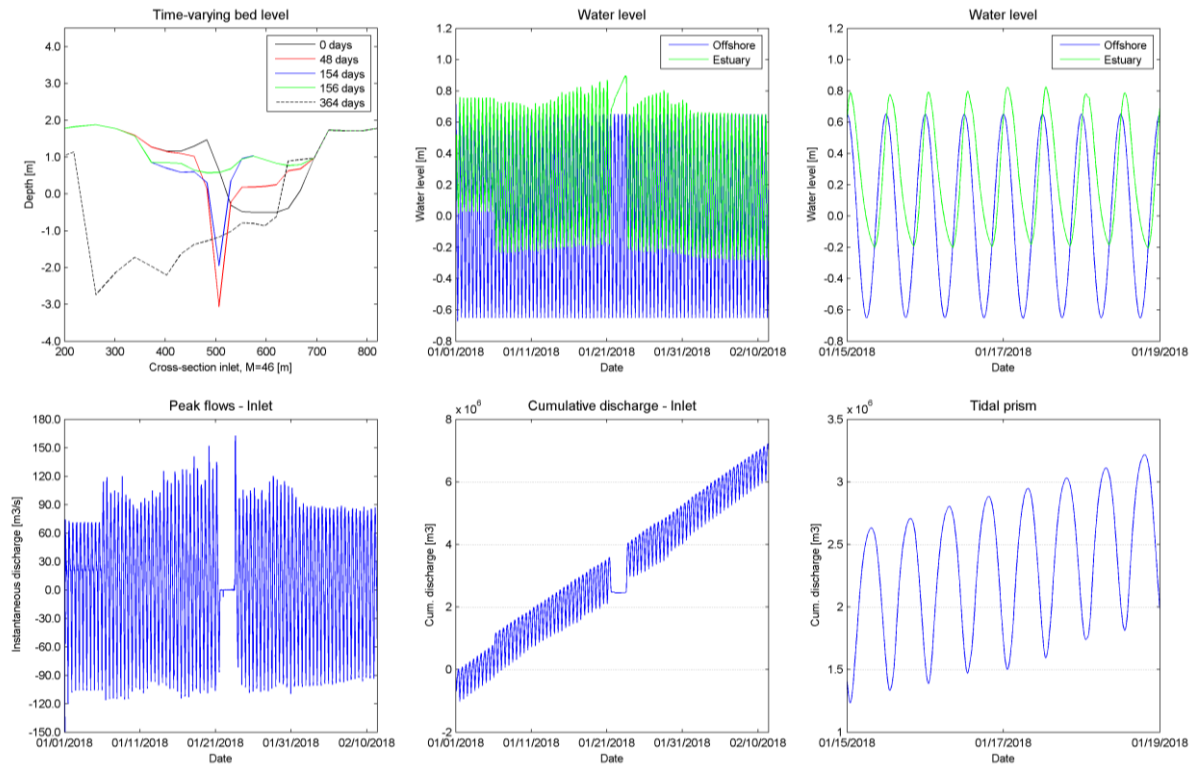 Time-varying bed level
4.0
3.0
2.0
1.0
0.0
-1.0
-2.0
-3.0
-4.0
Depth [m]
0 days
48 days
154 days
156 days
364 days
200 300 400 500 600 700 800
Cross-section inlet, M=46 [m]
Water level
1.2
1.0
0.8
0.6
0.4
0.2
0.0
-0.2
-0.4
-0.6
-0.8
Water level [m]
Offshore
Estuary
01/01/2018 01/11/2018 01/21/2018 01/31/2018 02/10/2018
Date
Water level
1.2
1.0
0.8
0.6
0.4
0.2
0.0
-0.2
-0.4
-0.6
-0.8
Water level [m]
Offshore
Estuary
01/15/2018 01/17/2018 01/19/2018
Date
Peak flows - Inlet
180.0
150.0
120.0
90.0
60.0
30.0
0.0
-30.0
-60.0
-90.0
-120.0
-150.0
Instantaneous discharge [m3/s]
01/01/2018 01/11/2018 01/21/2018 01/31/2018 02/10/2018
Date
Cumulative discharge - Inlet
x 10^6
8
6
4
2
0
-2
Cum. discharge [m3]
01/01/2018 01/11/2018 01/21/2018 01/31/2018 02/10/2018
Date
Tidal prism
x 10^6
3.5
3
2.5
2
1.5
1
Cum. discharge [m3]
01/15/2018 01/17/2018 01/19/2018
Date